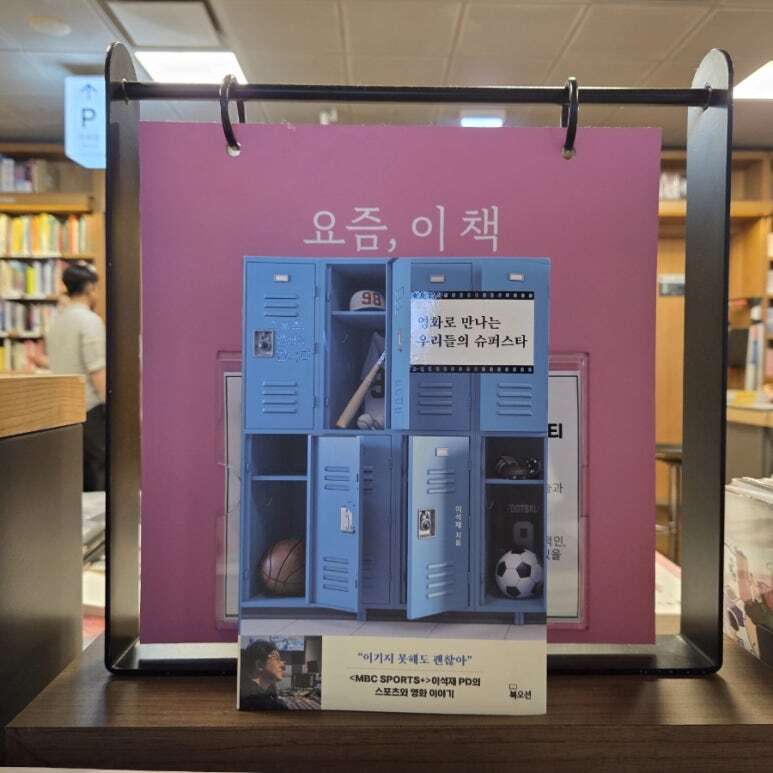 P
요즘, 이 책
98
영화로 만나는
우리들의 슈퍼스타
FOOTBALL
이석재 지음
"이기지 못해도 괜찮아"
<MBC SPORTS+>이석재 PD의
스포츠와 영화 이야기
북오션